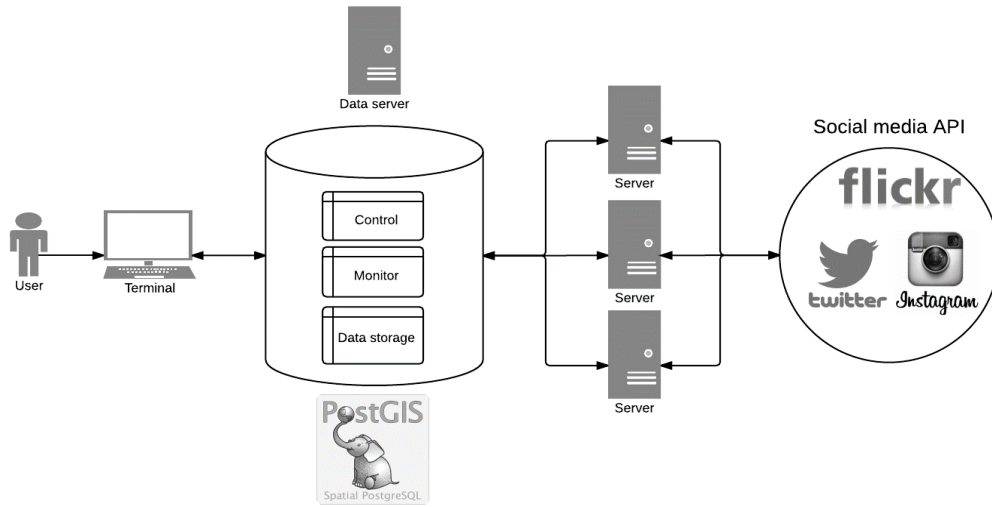 Data server
Social media API
flickr
Server
Control
Monitor
Server
twitter
Instagram
User
Terminal
Data storage
Server
PostGIS
Spatial PostgreSQL